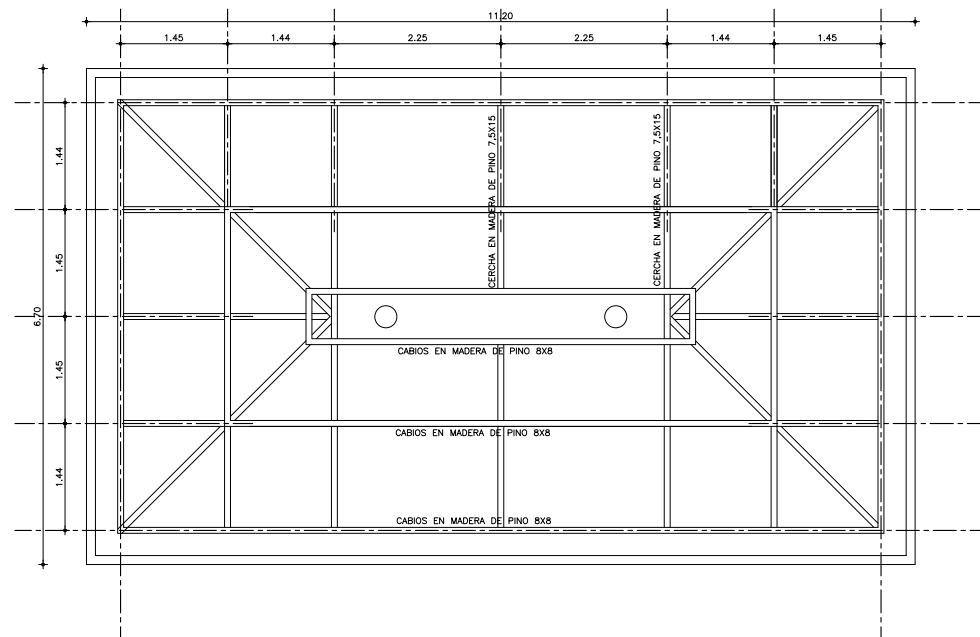 11.20
1.45 1.44 2.25 2.25 1.44 1.45
CERCHA EN MADERA DE PINO 7,5X15
CERCHA EN MADERA DE PINO 7,5X15
1.44
1.45
6.70
1.45
1.44
CABIOS EN MADERA DE PINO 8X8
CABIOS EN MADERA DE PINO 8X8
CABIOS EN MADERA DE PINO 8X8